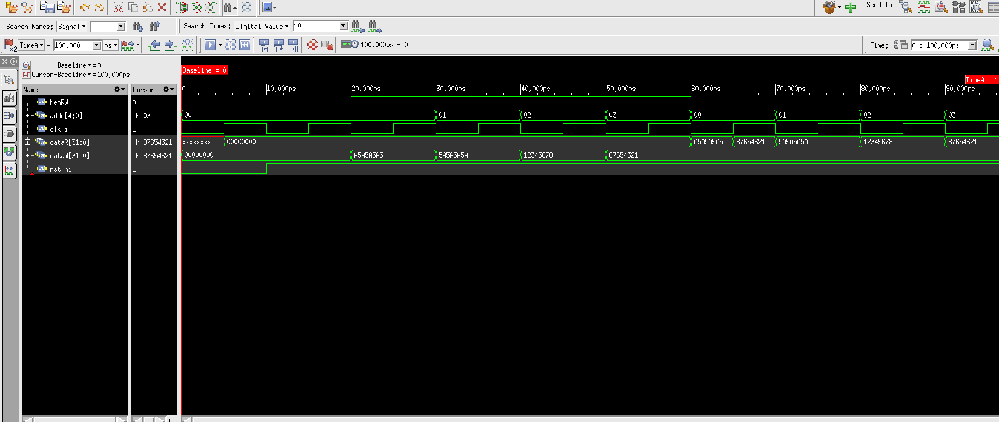 Send To:
Search Names: Signal Search Times: Digital Value 10
x2 TimeA = 100,000 ps 100,000ps + 0 Time: 0 : 100,000ps
Baseline = 0
Cursor-Baseline = 100,000ps
Baseline = 0
TimeA = 1
Name Cursor 0 10,000ps 20,000ps 30,000ps 40,000ps 50,000ps 60,000ps 70,000ps 80,000ps 90,000ps
MemRW 0
addr[4:0] 'h 03 00 01 02 03 00 01 02 03
clk_i 1
dataR[31:0] 'h 87654321 xxxxxxxx 00000000 A5A5A5A5 87654321 5A5A5A5A 12345678 87654321
dataW[31:0] 'h 87654321 00000000 A5A5A5A5 5A5A5A5A 12345678 87654321
rst_ni 1